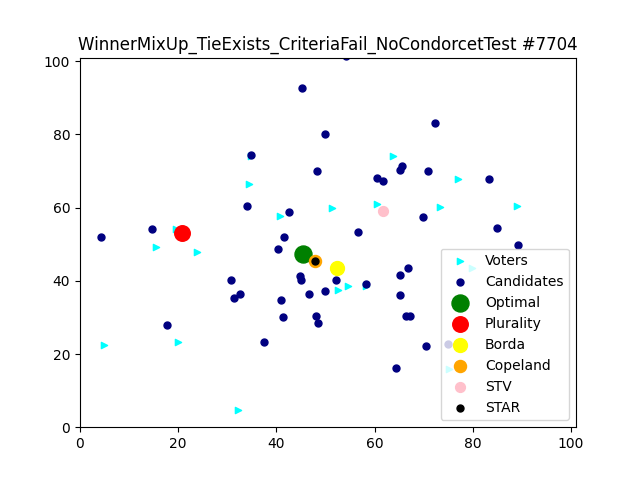 WinnerMixUp_TieExists_CriteriaFail_NoCondorcetTest #7704
100
80
60
40
20
0
0 20 40 60 80 100
Voters
Candidates
Optimal
Plurality
Borda
Copeland
STV
STAR